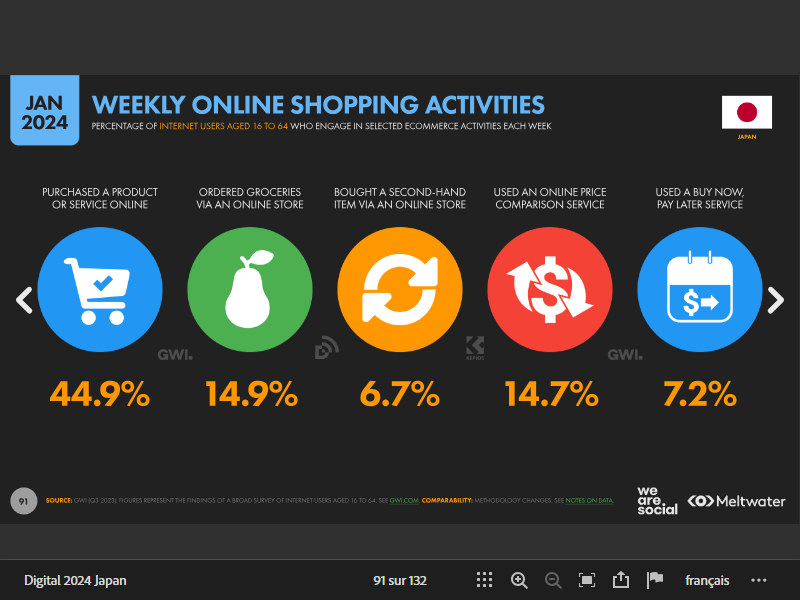 JAN
2024
WEEKLY ONLINE SHOPPING ACTIVITIES
PERCENTAGE OF INTERNET USERS AGED 16 TO 64 WHO ENGAGE IN SELECTED ECOMMERCE ACTIVITIES EACH WEEK
JAPAN
PURCHASED A PRODUCT
OR SERVICE ONLINE
ORDERED GROCERIES
VIA AN ONLINE STORE
BOUGHT A SECOND-HAND
ITEM VIA AN ONLINE STORE
USED AN ONLINE PRICE
COMPARISON SERVICE
USED A BUY NOW,
PAY LATER SERVICE
GWI.
KEPIOS
GWI.
44.9%
14.9%
6.7%
14.7%
7.2%
91
SOURCE: GWI (Q3 2023). FIGURES REPRESENT THE FINDINGS OF A BROAD SURVEY OF INTERNET USERS AGED 16 TO 64. SEE GWI.COM. COMPARABILITY: METHODOLOGY CHANGES. SEE NOTES ON DATA.
we
are.
social
Meltwater
Digital 2024 Japan
91 sur 132
français